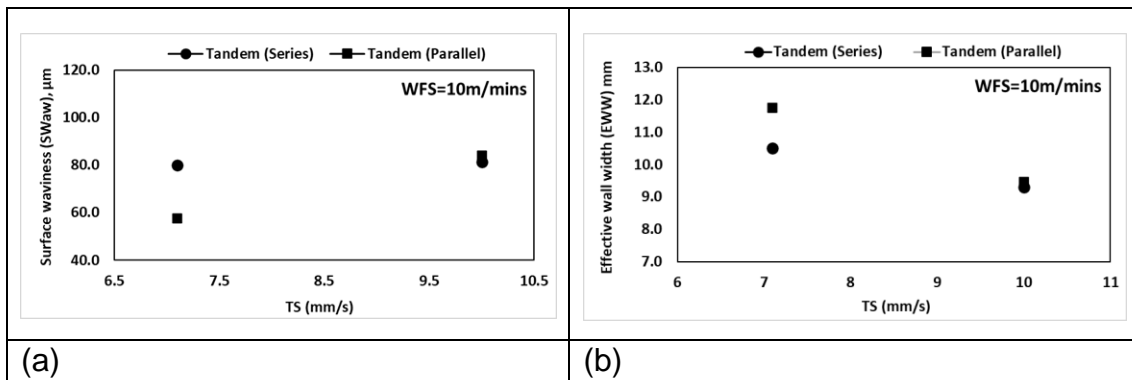 Tandem (Series) Tandem (Parallel)
120.0
100.0
80.0
60.0
40.0
Surface waviness (SWaw), µm
WFS=10m/mins
6.5 7.5 8.5 9.5 10.5
TS (mm/s)
(a)
Tandem (Series) Tandem (Parallel)
13.0
12.0
11.0
10.0
9.0
8.0
7.0
Effective wall width (EWW) mm
WFS=10m/mins
6 7 8 9 10 11
TS (mm/s)
(b)